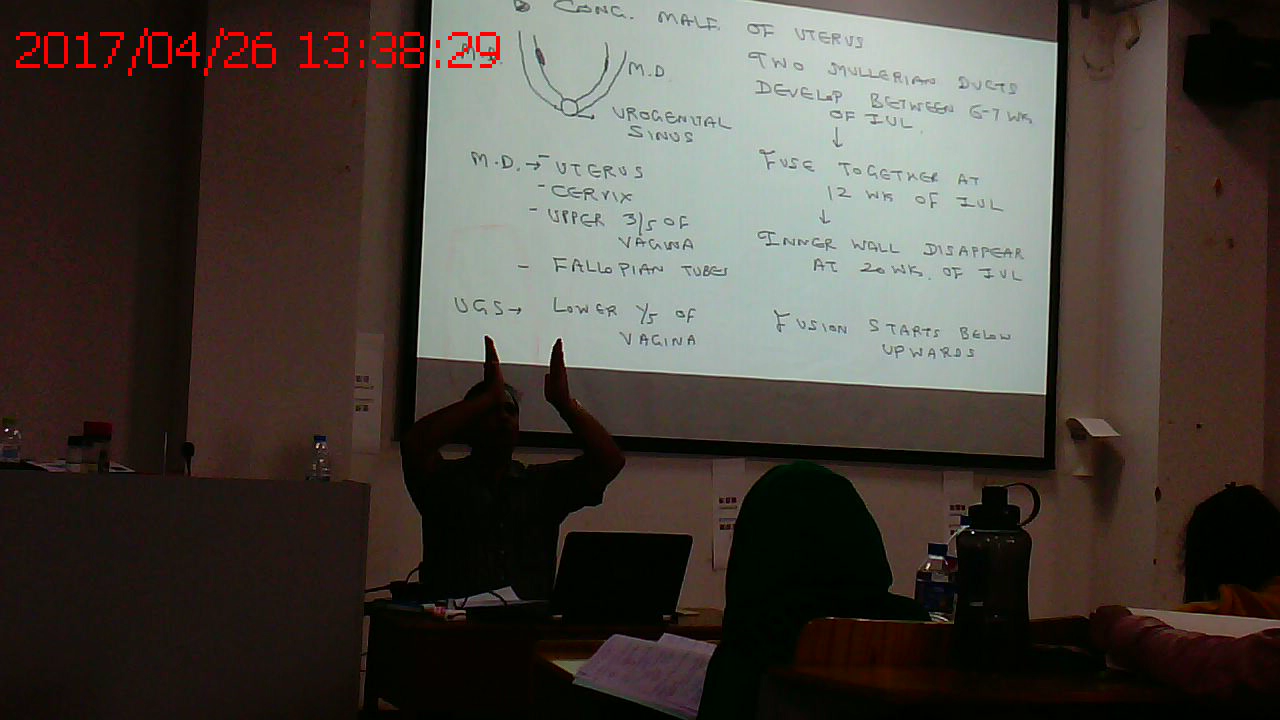 2017/04/26 13:38:29
CONG. MALF. OF UTERUS
M.D.
UROGENITAL
SINUS
M.D. → - UTERUS
- CERVIX
- UPPER 3/5 OF
VAGINA
- FALLOPIAN TUBES
UGS → LOWER 1/5 OF
VAGINA
TWO MULLERIAN DUCTS
DEVELOP BETWEEN 6-7 WK
OF IUL.
↓
FUSE TOGETHER AT
12 WK OF IUL
↓
INNER WALL DISAPPEAR
AT 20 WK. OF IUL
FUSION STARTS BELOW
UPWARDS